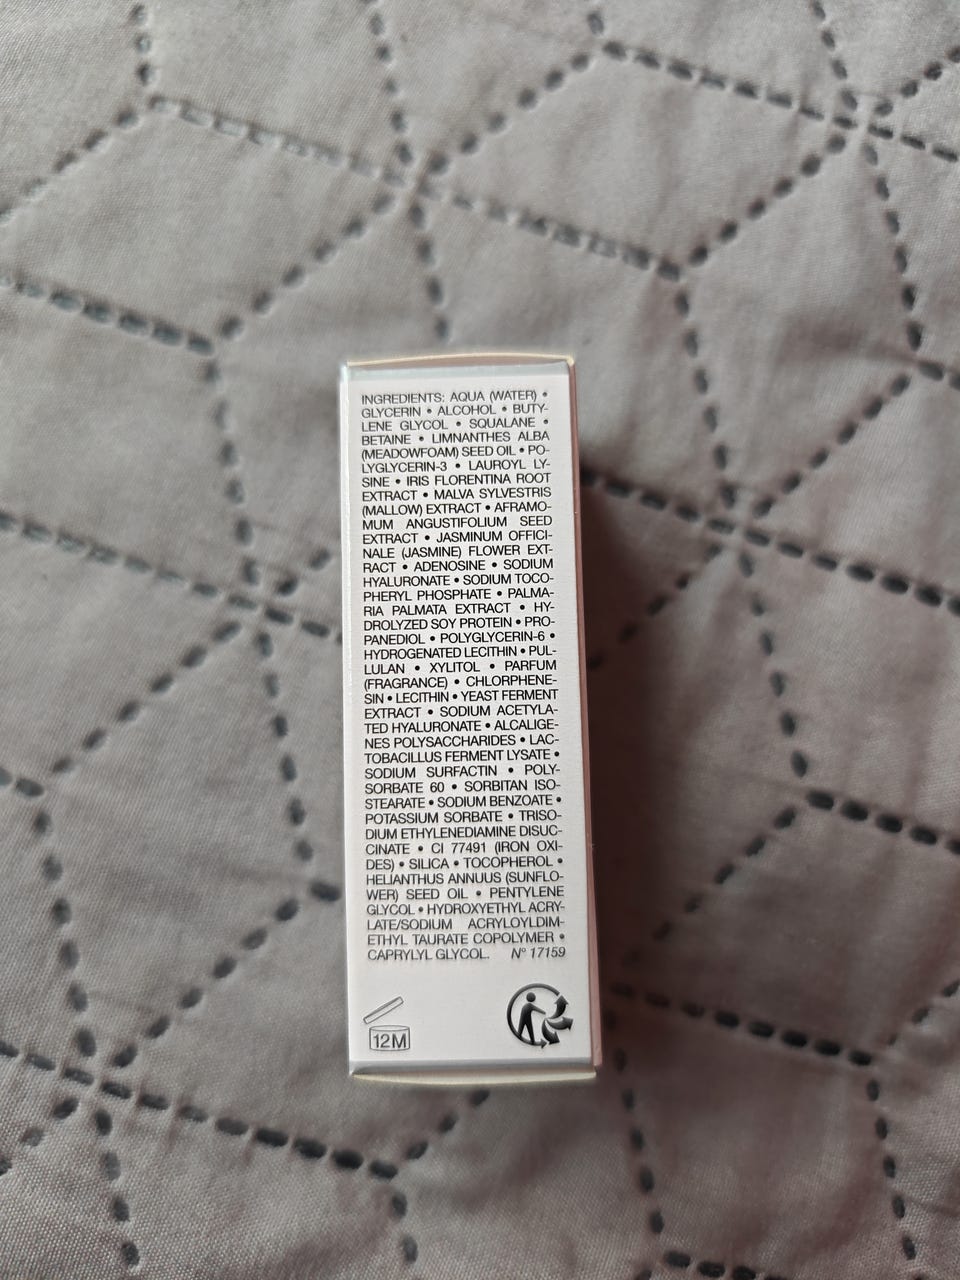 INGREDIENTS: AQUA (WATER) •
GLYCERIN • ALCOHOL • BUTY-
LENE GLYCOL • SQUALANE •
BETAINE • LIMNANTHES ALBA
(MEADOWFOAM) SEED OIL • PO-
LYGLYCERIN-3 • LAUROYL LY-
SINE • IRIS FLORENTINA ROOT
EXTRACT • MALVA SYLVESTRIS
(MALLOW) EXTRACT • AFRAMO-
MUM ANGUSTIFOLIUM SEED
EXTRACT • JASMINUM OFFICI-
NALE (JASMINE) FLOWER EXT-
RACT • ADENOSINE • SODIUM
HYALURONATE • SODIUM TOCO-
PHERYL PHOSPHATE • PALMA-
RIA PALMATA EXTRACT • HY-
DROLYZED SOY PROTEIN • PRO-
PANEDIOL • POLYGLYCERIN-6 •
HYDROGENATED LECITHIN • PUL-
LULAN • XYLITOL • PARFUM
(FRAGRANCE) • CHLORPHENE-
SIN • LECITHIN • YEAST FERMENT
EXTRACT • SODIUM ACETYLA-
TED HYALURONATE • ALCALIGE-
NES POLYSACCHARIDES • LAC-
TOBACILLUS FERMENT LYSATE •
SODIUM SURFACTIN • POLY-
SORBATE 60 • SORBITAN ISO-
STEARATE • SODIUM BENZOATE •
POTASSIUM SORBATE • TRISO-
DIUM ETHYLENEDIAMINE DISUC-
CINATE • CI 77491 (IRON OXI-
DES) • SILICA • TOCOPHEROL •
HELIANTHUS ANNUUS (SUNFLO-
WER) SEED OIL • PENTYLENE
GLYCOL • HYDROXYETHYL ACRY-
LATE/SODIUM ACRYLOYLDIM-
ETHYL TAURATE COPOLYMER •
CAPRYLYL GLYCOL. N° 17159
12M